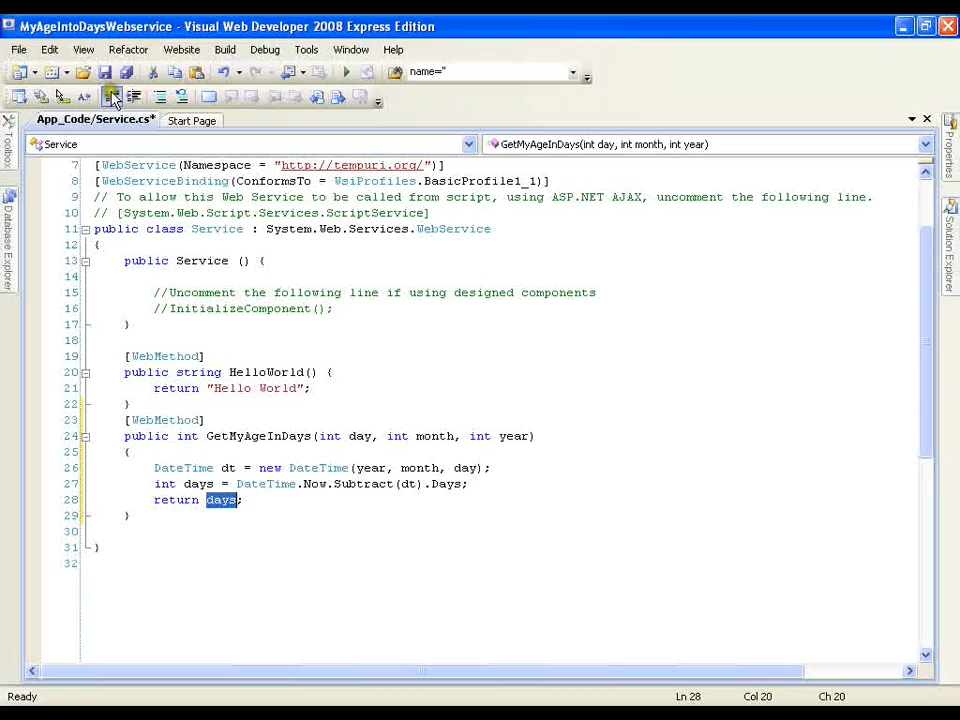 MyAgeIntoDaysWebservice - Visual Web Developer 2008 Express Edition
File Edit View Refactor Website Build Debug Tools Window Help
name="
App_Code/Service.cs* Start Page
Service GetMyAgeInDays(int day, int month, int year)
Toolbox
Database Explorer
Properties
Solution Explorer
7 [WebService(Namespace = "http://tempuri.org/")]
8 [WebServiceBinding(ConformsTo = WsiProfiles.BasicProfile1_1)]
9 // To allow this Web Service to be called from script, using ASP.NET AJAX, uncomment the following line.
10 // [System.Web.Script.Services.ScriptService]
11 public class Service : System.Web.Services.WebService
12 {
13 public Service () {
14
15 //Uncomment the following line if using designed components
16 //InitializeComponent();
17 }
18
19 [WebMethod]
20 public string HelloWorld() {
21 return "Hello World";
22 }
23 [WebMethod]
24 public int GetMyAgeInDays(int day, int month, int year)
25 {
26 DateTime dt = new DateTime(year, month, day);
27 int days = DateTime.Now.Subtract(dt).Days;
28 return days;
29 }
30
31 }
32
Ready Ln 28 Col 20 Ch 20